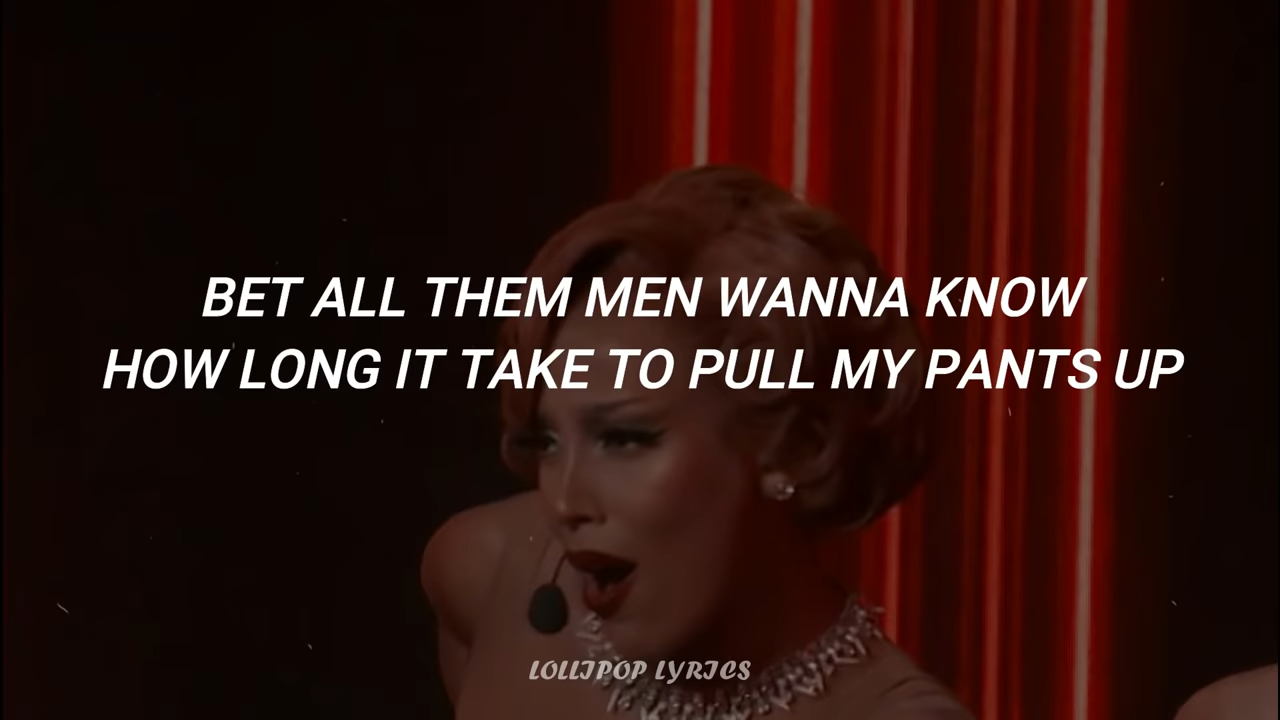 BET ALL THEM MEN WANNA KNOW
HOW LONG IT TAKE TO PULL MY PANTS UP
LOLLIPOP LYRICS